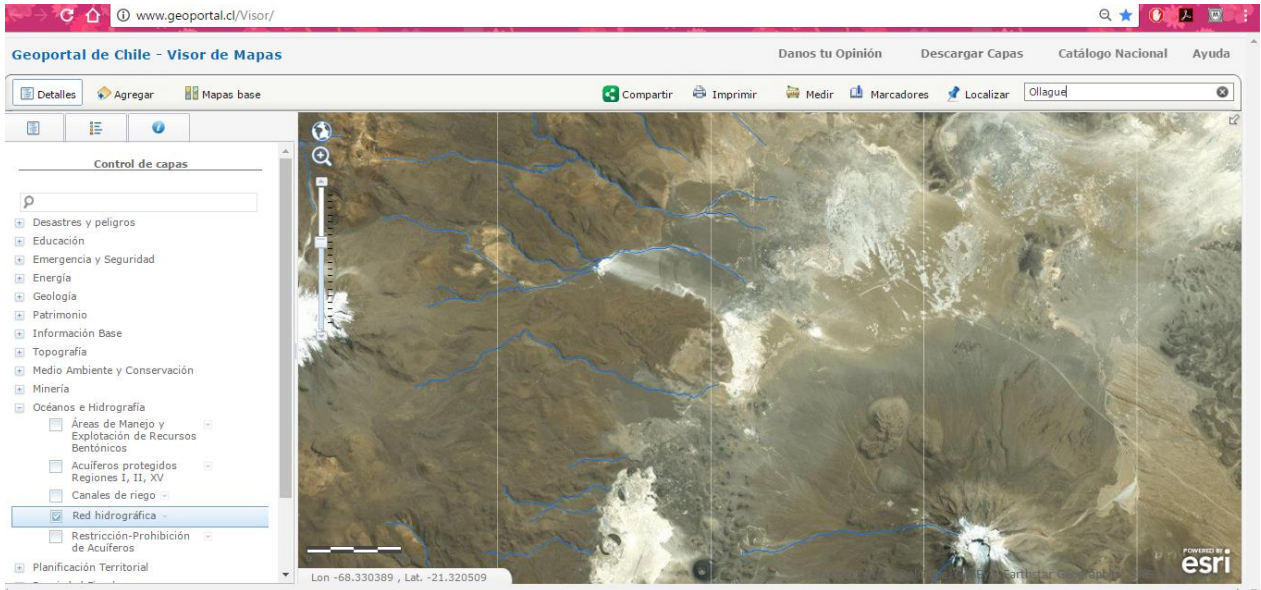 www.geoportal.cl/Visor/
Geoportal de Chile - Visor de Mapas
Danos tu Opinión Descargar Capas Catálogo Nacional Ayuda
Detalles Agregar Mapas base Compartir Imprimir Medir Marcadores Localizar Ollague
Control de capas
Desastres y peligros
Educación
Emergencia y Seguridad
Energía
Geología
Patrimonio
Información Base
Topografía
Medio Ambiente y Conservación
Minería
Océanos e Hidrografía
Áreas de Manejo y
Explotación de Recursos
Bentónicos
Acuíferos protegidos
Regiones I, II, XV
Canales de riego
Red hidrográfica
Restricción-Prohibición
de Acuíferos
Planificación Territorial
Lon -68.330389 , Lat. -21.320509
Earthstar
POWERED BY
esri